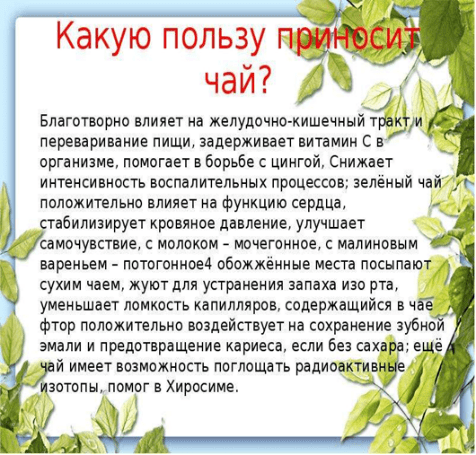 Какую пользу приносит
чай?
Благотворно влияет на желудочно-кишечный тракт и
переваривание пищи, задерживает витамин С в
организме, помогает в борьбе с цингой, Снижает
интенсивность воспалительных процессов; зелёный чай
положительно влияет на функцию сердца,
стабилизирует кровяное давление, улучшает
самочувствие, с молоком – мочегонное, с малиновым
вареньем – потогонное4 обожжённые места посыпают
сухим чаем, жуют для устранения запаха изо рта,
уменьшает ломкость капилляров, содержащийся в чае
фтор положительно воздействует на сохранение зубной
эмали и предотвращение кариеса, если без сахара; ещё
чай имеет возможность поглощать радиоактивные
изотопы, помог в Хиросиме.